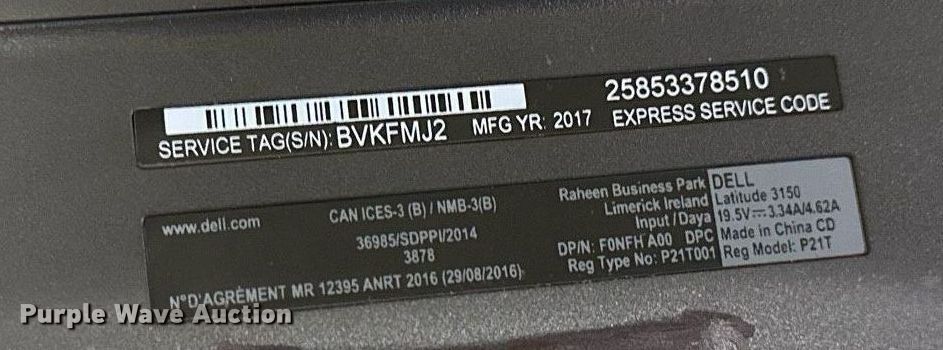 25853378510
SERVICE TAG(S/N): BVKFMJ2 MFG YR: 2017 EXPRESS SERVICE CODE
www.dell.com
CAN ICES-3 (B) / NMB-3(B)
36985/SDPPI/2014
3878
N°D'AGRÉMENT MR 12395 ANRT 2016 (29/08/2016)
Raheen Business Park
Limerick Ireland
Input / Daya
DP/N: F0NFH A00 DPC
Reg Type No: P21T001
DELL
Latitude 3150
19.5V⎓3.34A/4.62A
Made in China CD
Reg Model: P21T
Purple Wave Auction